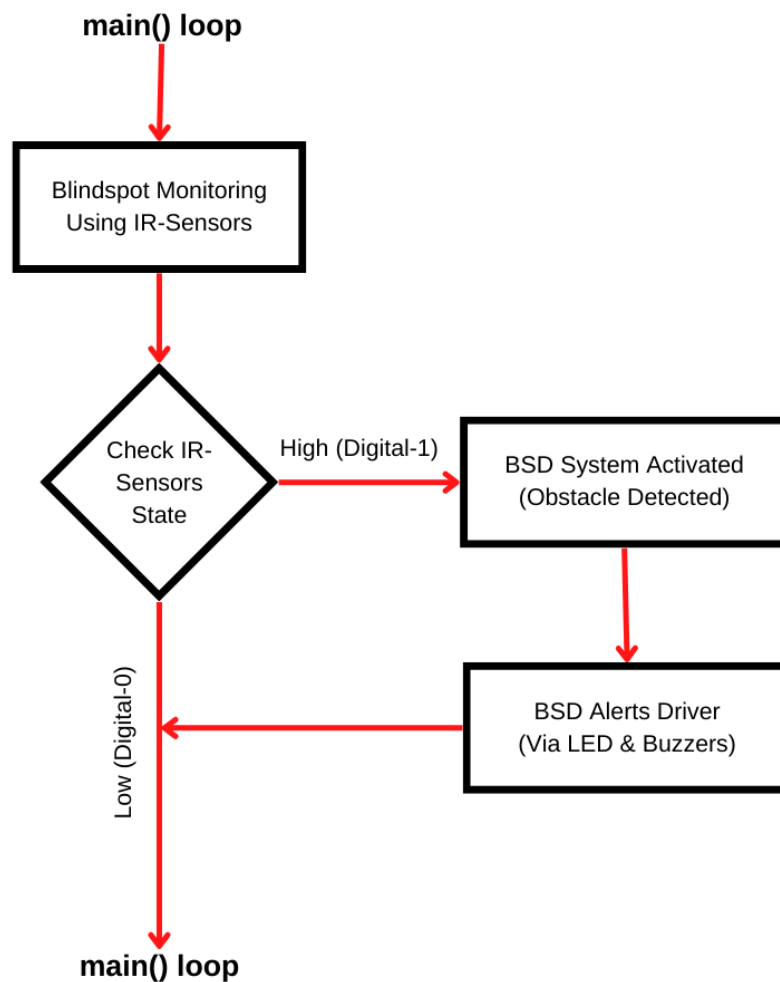 main() loop
Blindspot Monitoring
Using IR-Sensors
Check IR-
Sensors
State
High (Digital-1)
BSD System Activated
(Obstacle Detected)
BSD Alerts Driver
(Via LED & Buzzers)
Low (Digital-0)
main() loop